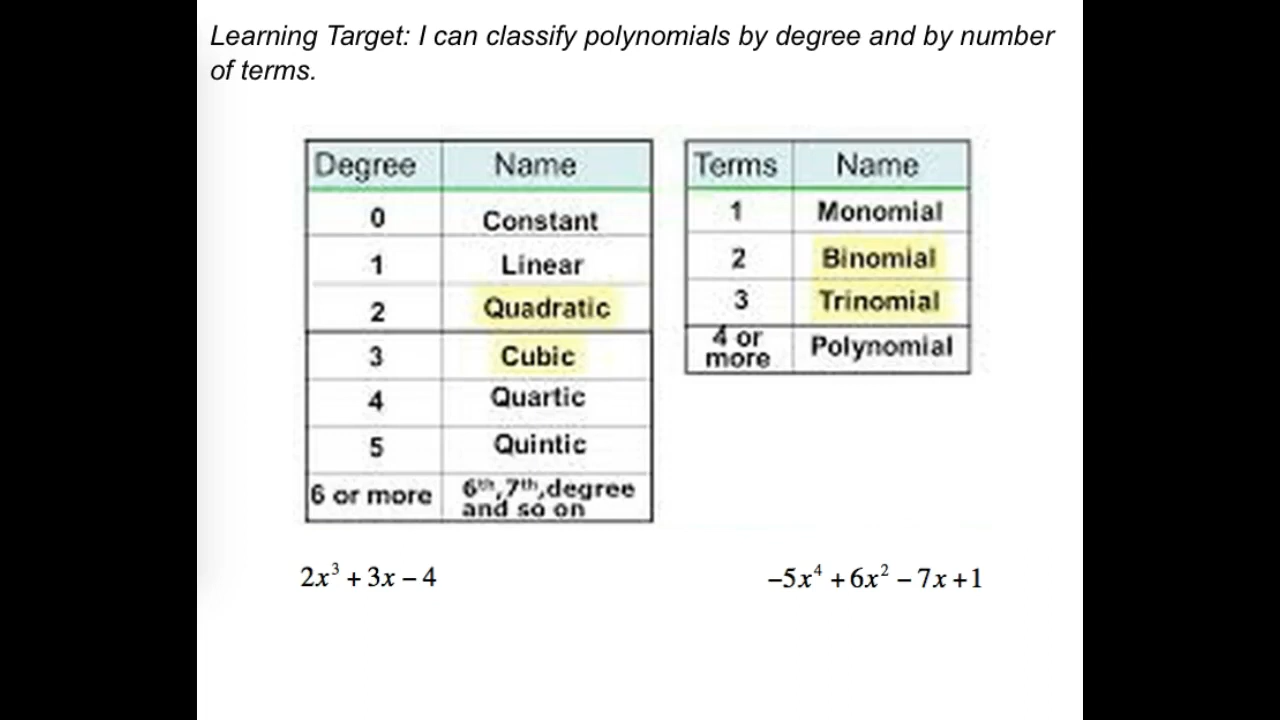 Learning Target: I can classify polynomials by degree and by number
of terms.
Degree Name
0 Constant
1 Linear
2 Quadratic
3 Cubic
4 Quartic
5 Quintic
6 or more 6th,7th,degree
and so on
Terms Name
1 Monomial
2 Binomial
3 Trinomial
4 or
more Polynomial
2x³ + 3x − 4
−5x⁴ + 6x² − 7x + 1